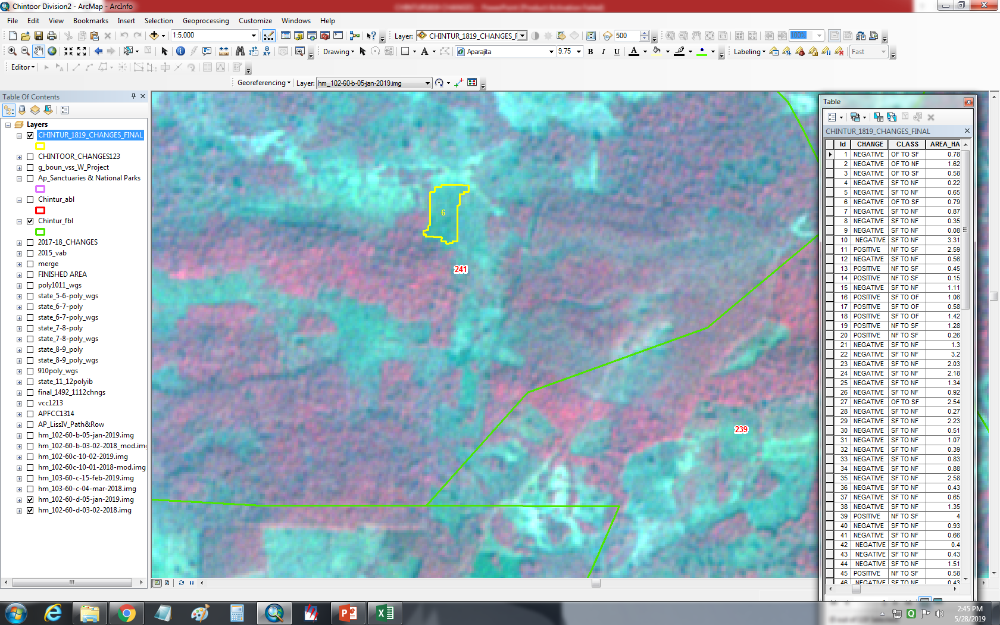 Chintoor Division2 - ArcMap - ArcInfo
File Edit View Bookmarks Insert Selection Geoprocessing Customize Windows Help
1:5,000
Layer: CHINTUR_1819_CHANGES_F
500
100%
Drawing
Aparajita
9.75
B I U A
Labeling
Fast
Editor
Georeferencing Layer: hm_102-60-b-05-jan-2019.img
Table Of Contents
Layers
CHINTUR_1819_CHANGES_FINAL
CHINTOOR_CHANGES123
g_boun_vss_W_Project
Ap_Sanctuaries & National Parks
Chintur_abl
Chintur_fbl
2017-18_CHANGES
2015_vab
merge
FINISHED AREA
poly1011_wgs
state_5-6-poly_wgs
state_6-7-poly
state_6-7-poly_wgs
state_7-8-poly
state_7-8-poly_wgs
state_8-9_poly
state_8-9_poly_wgs
910poly_wgs
state_11_12polyib
final_1492_1112chngs
vcc1213
APFCC1314
AP_LissIV_Path&Row
hm_102-60-b-05-jan-2019.img
hm_102-60-b-03-02-2018_mod.img
hm_102-60c-10-02-2019.img
hm_102-60c-10-01-2018-mod.img
hm_103-60-c-15-feb-2019.img
hm_103-60-c-04-mar-2018.img
hm_102-60-d-05-jan-2019.img
hm_102-60-d-03-02-2018.img
6
241
239
Table
CHINTUR_1819_CHANGES_FINAL
Id CHANGE CLASS AREA_HA
1 NEGATIVE OF TO SF 0.78
2 NEGATIVE OF TO NF 1.62
3 NEGATIVE OF TO SF 0.58
4 NEGATIVE SF TO NF 0.22
5 NEGATIVE SF TO NF 0.65
6 NEGATIVE OF TO SF 0.79
7 NEGATIVE SF TO NF 0.87
8 NEGATIVE SF TO NF 0.35
9 NEGATIVE SF TO NF 0.08
10 NEGATIVE SF TO NF 3.31
11 POSITIVE NF TO SF 2.59
12 NEGATIVE SF TO NF 0.56
13 POSITIVE NF TO SF 0.45
14 POSITIVE NF TO SF 0.15
15 NEGATIVE SF TO NF 1.11
16 POSITIVE SF TO OF 1.06
17 POSITIVE SF TO OF 0.58
18 POSITIVE SF TO OF 1.42
19 POSITIVE NF TO SF 1.28
20 POSITIVE NF TO SF 0.26
21 NEGATIVE SF TO NF 1.3
22 NEGATIVE SF TO NF 3.2
23 NEGATIVE SF TO NF 2.03
24 NEGATIVE SF TO NF 2.18
25 NEGATIVE SF TO NF 1.34
26 NEGATIVE SF TO NF 0.92
27 NEGATIVE OF TO SF 2.54
28 NEGATIVE SF TO NF 0.27
29 NEGATIVE SF TO NF 2.23
30 NEGATIVE SF TO NF 0.51
31 NEGATIVE SF TO NF 1.07
32 NEGATIVE SF TO NF 0.39
33 NEGATIVE SF TO NF 0.83
34 NEGATIVE SF TO NF 0.88
35 NEGATIVE SF TO NF 2.58
36 NEGATIVE SF TO NF 0.43
37 NEGATIVE SF TO NF 0.65
38 NEGATIVE SF TO NF 1.35
39 POSITIVE NF TO SF 4
40 NEGATIVE SF TO NF 0.93
41 NEGATIVE SF TO NF 0.66
42 NEGATIVE SF TO NF 0.4
43 NEGATIVE SF TO NF 0.43
44 NEGATIVE SF TO NF 1.51
45 POSITIVE NF TO SF 0.58
46 NEGATIVE SF TO NF 0.43
2:45 PM
5/28/2019